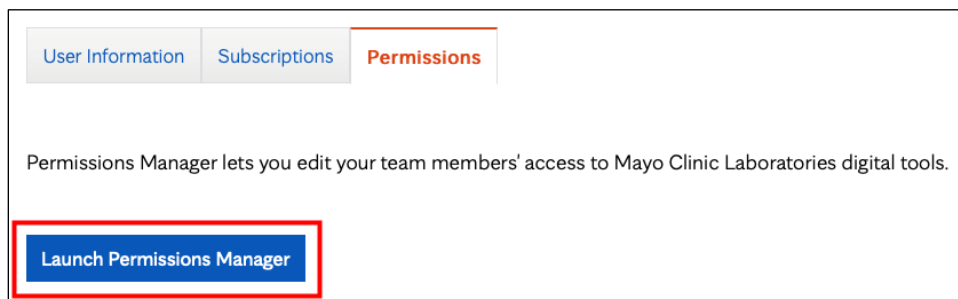 User Information Subscriptions Permissions
Permissions Manager lets you edit your team members' access to Mayo Clinic Laboratories digital tools.
Launch Permissions Manager